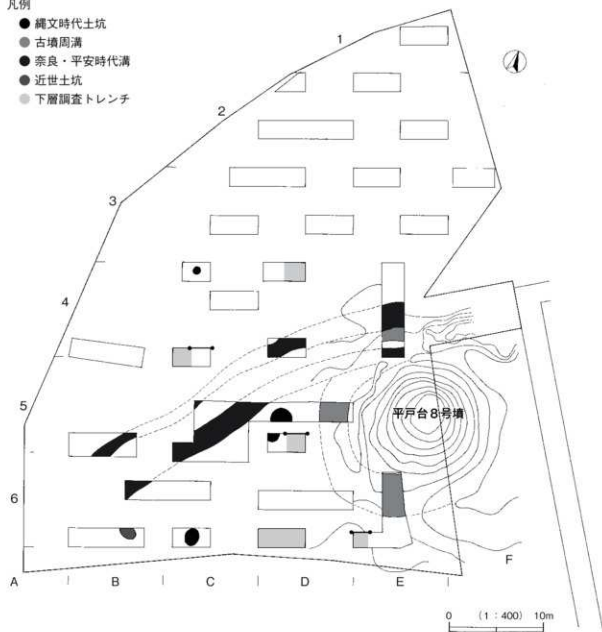 凡例
縄文時代土坑
古墳周溝
奈良・平安時代溝
近世土坑
下層調査トレンチ
1
2
3
4
5
6
平戸台8号墳
A B C D E F
0 (1:400) 10m